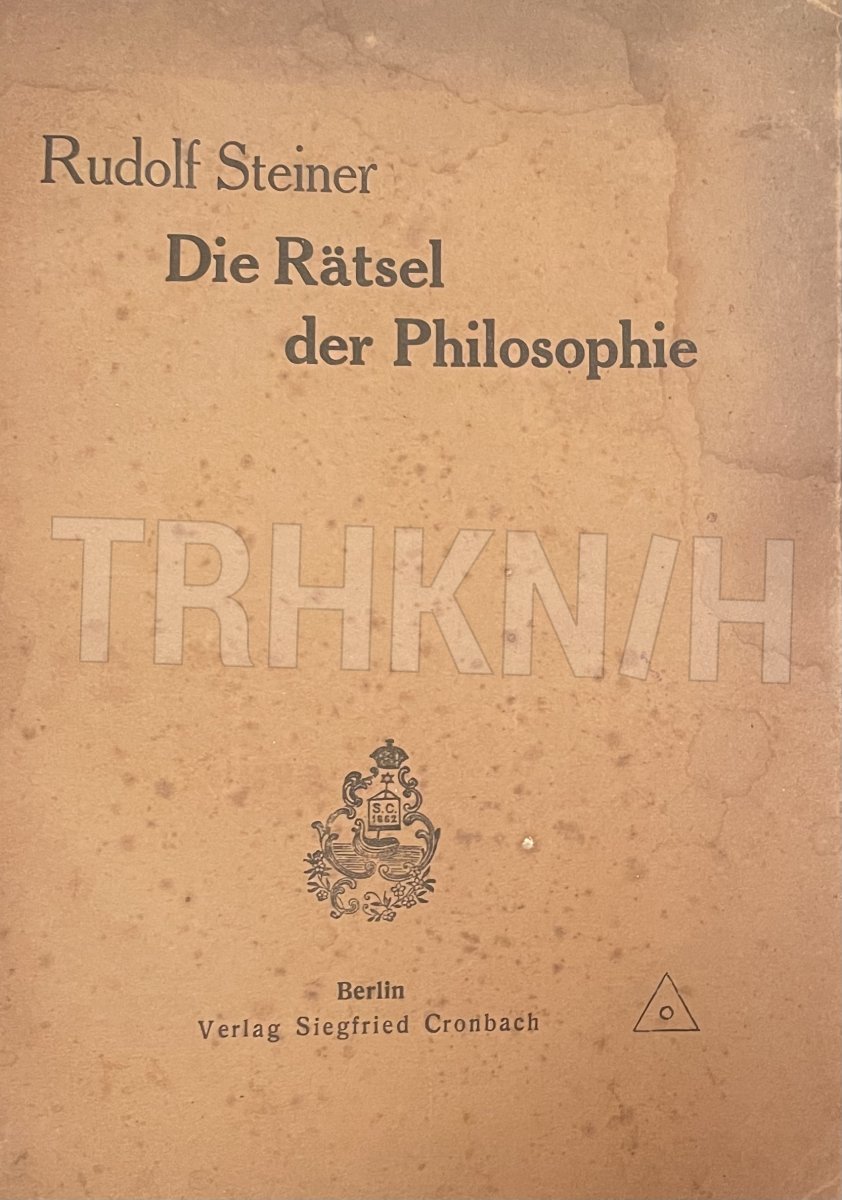 Rudolf Steiner
Die Rätsel
der Philosophie
TRHKN/H
S.C.
1862
Berlin
Verlag Siegfried Cronbach